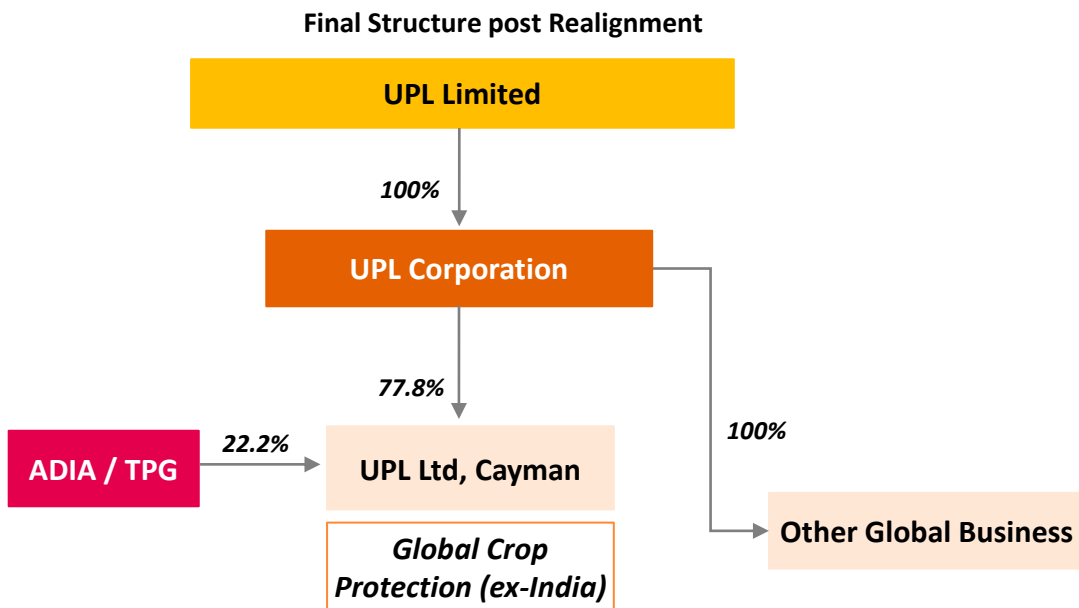 Final Structure post Realignment
UPL Limited
100%
UPL Corporation
77.8%
100%
22.2%
ADIA / TPG
UPL Ltd, Cayman
Other Global Business
Global Crop
Protection (ex-India)